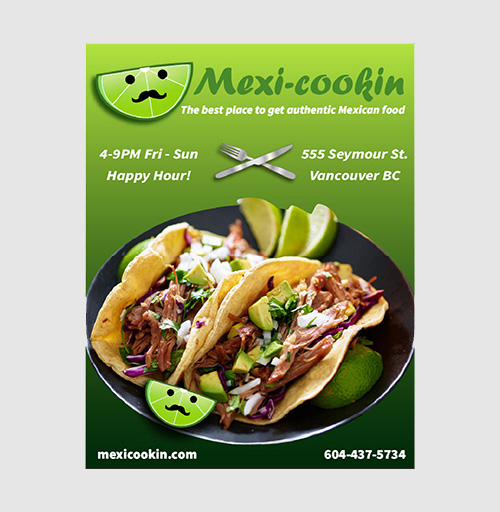 Mexi-cookin
The best place to get authentic Mexican food
4-9PM Fri - Sun
Happy Hour!
555 Seymour St.
Vancouver BC
mexicookin.com
604-437-5734